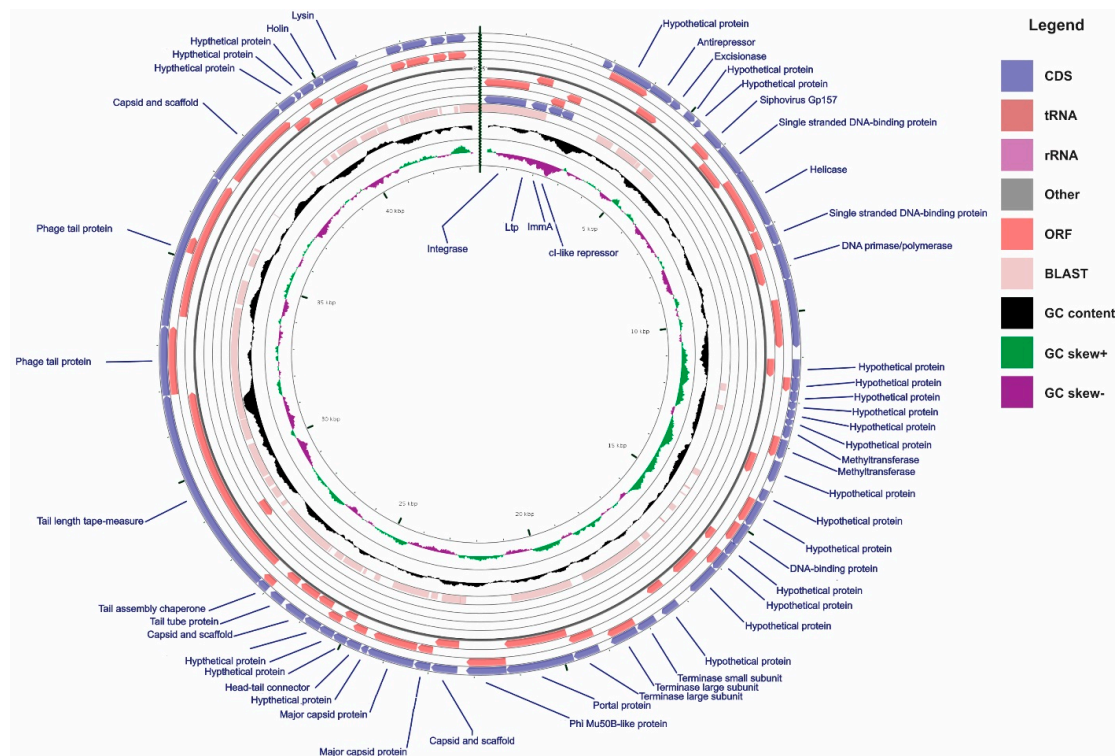 Lysin
Holin
Hypthetical protein
Hypthetical protein
Hypthetical protein
Capsid and scaffold
Phage tail protein
Phage tail protein
Tail length tape-measure
Tail assembly chaperone
Tail tube protein
Capsid and scaffold
Hypthetical protein
Hypthetical protein
Head-tail connector
Hypthetical protein
Major capsid protein
Major capsid protein
Capsid and scaffold
Phi Mu50B-like protein
Portal protein
Terminase large subunit
Terminase large subunit
Terminase small subunit
Hypothetical protein
Hypothetical protein
Hypothetical protein
Hypothetical protein
DNA-binding protein
Hypothetical protein
Hypothetical protein
Hypothetical protein
Methyltransferase
Methyltransferase
Hypothetical protein
Hypothetical protein
Hypothetical protein
Hypothetical protein
Hypothetical protein
Hypothetical protein
DNA primase/polymerase
Single stranded DNA-binding protein
Helicase
Single stranded DNA-binding protein
Siphovirus Gp157
Hypothetical protein
Hypothetical protein
Excisionase
Antirepressor
Hypothetical protein
Integrase
Ltp
ImmA
cI-like repressor
5 kbp
10 kbp
15 kbp
20 kbp
25 kbp
30 kbp
35 kbp
40 kbp
Legend
CDS
tRNA
rRNA
Other
ORF
BLAST
GC content
GC skew+
GC skew-